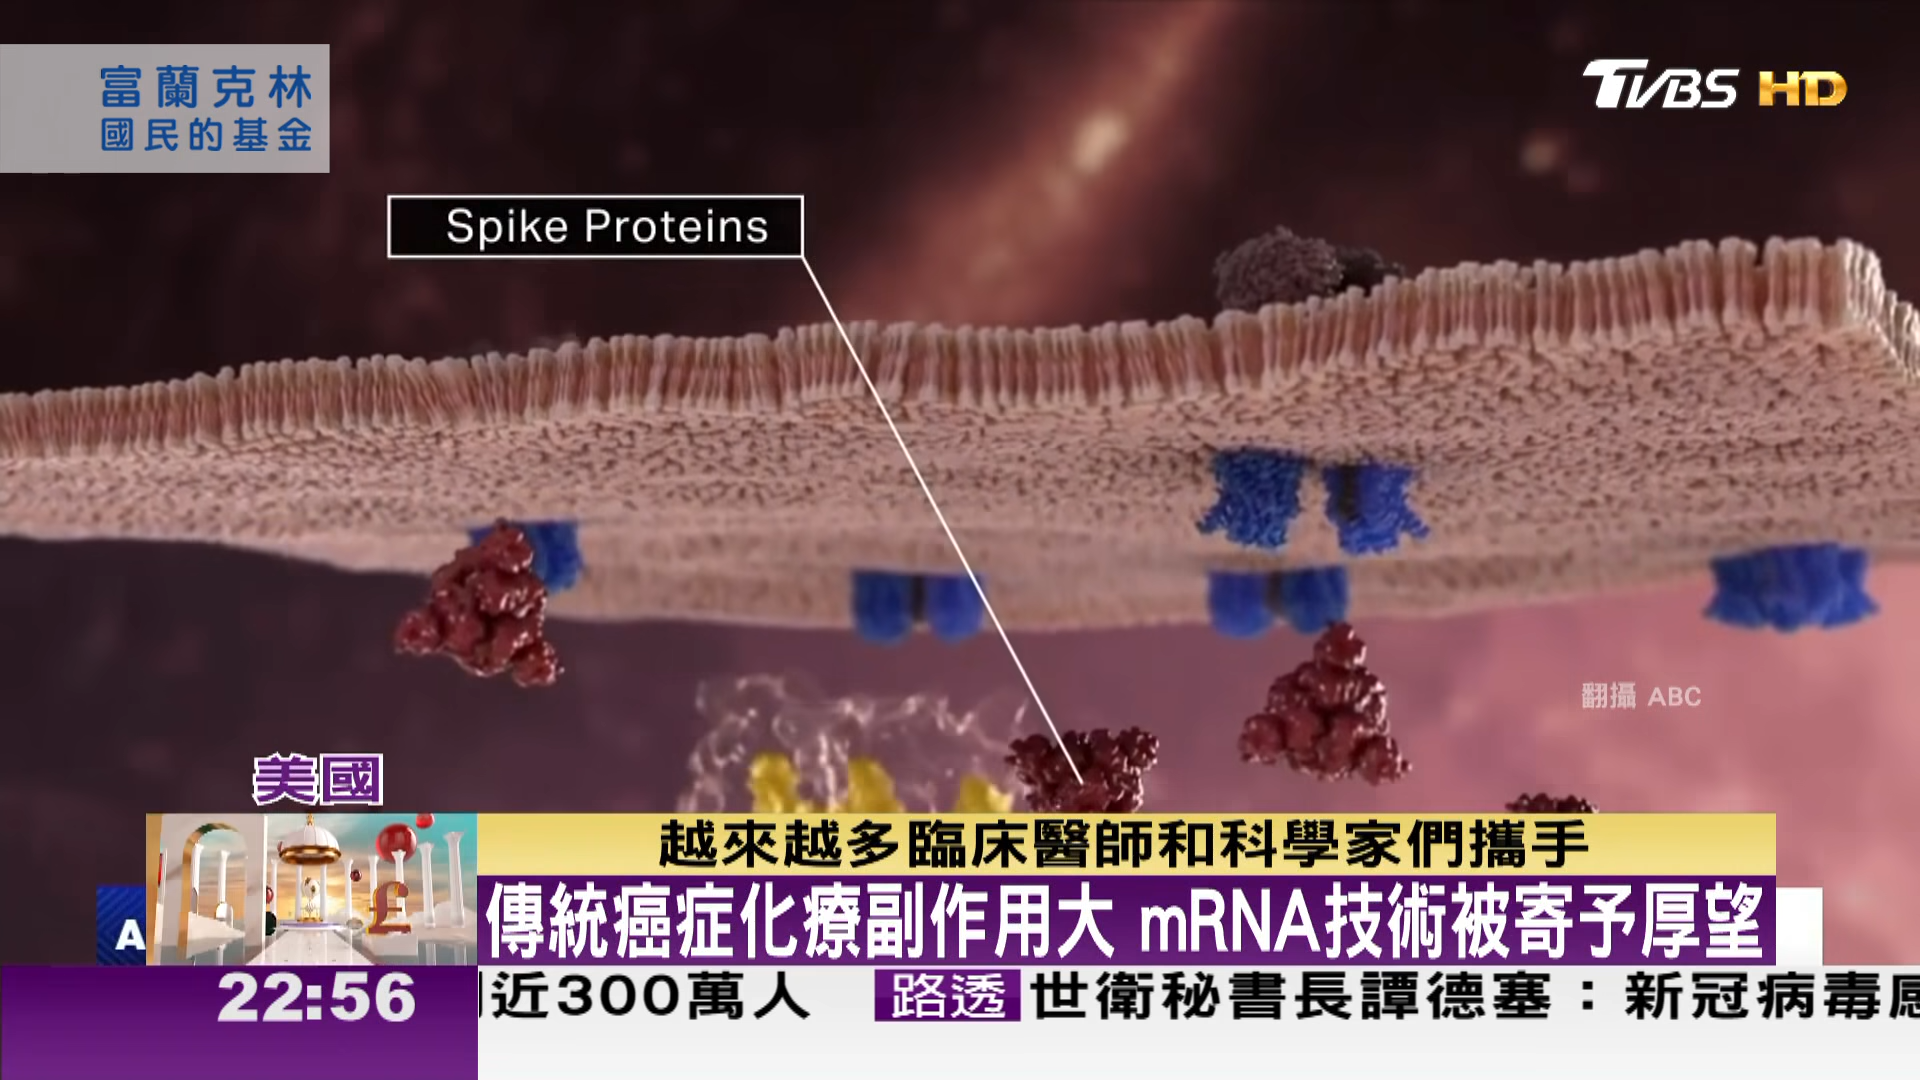 富蘭克林
國民的基金
TVBS HD
Spike Proteins
翻攝 ABC
美國
越來越多臨床醫師和科學家們攜手
A
傳統癌症化療副作用大 mRNA技術被寄予厚望
22:56
近300萬人 路透 世衛秘書長譚德塞：新冠病毒感